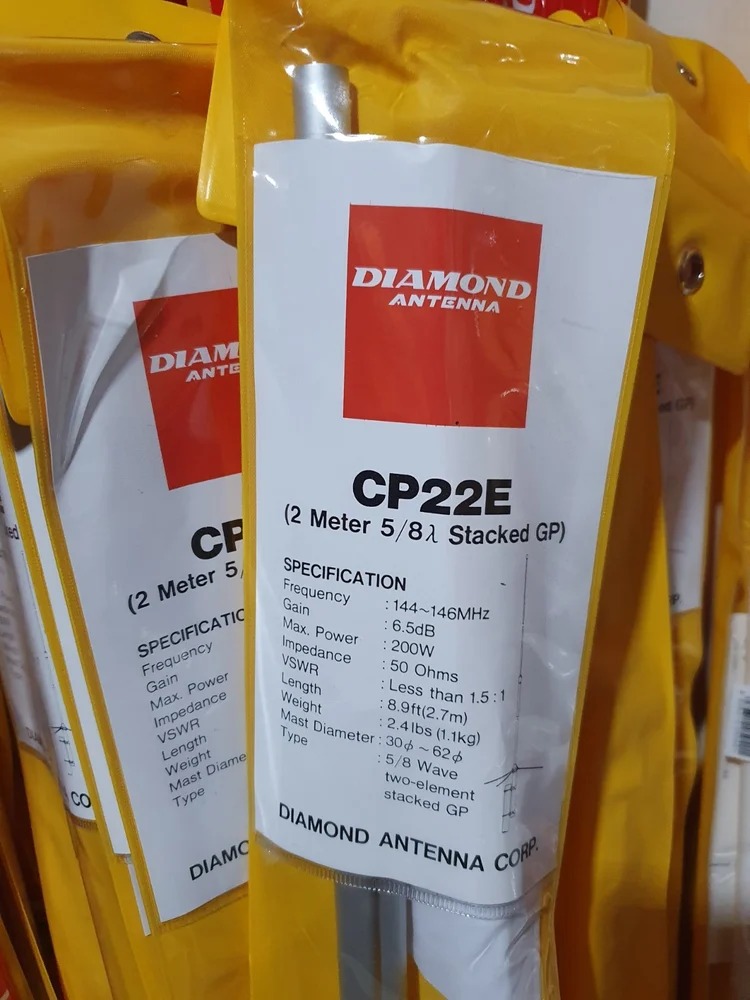 DIAMOND
ANTENNA
CP22E
(2 Meter 5/8λ Stacked GP)
SPECIFICATION
Frequency : 144~146MHz
Gain : 6.5dB
Max. Power : 200W
Impedance : 50 Ohms
VSWR : Less than 1.5:1
Length : 8.9ft(2.7m)
Weight : 2.4lbs (1.1kg)
Mast Diameter : 30φ~62φ
Type : 5/8 Wave
two-element
stacked GP
DIAMOND ANTENNA CORP.
DIAM
ANTE
CP
(2 Meter 5/
SPECIFICATIO
Frequency
Gain
Max. Power
Impedance
VSWR
Length
Weight
Mast Diame
Type
DIAMO
CO